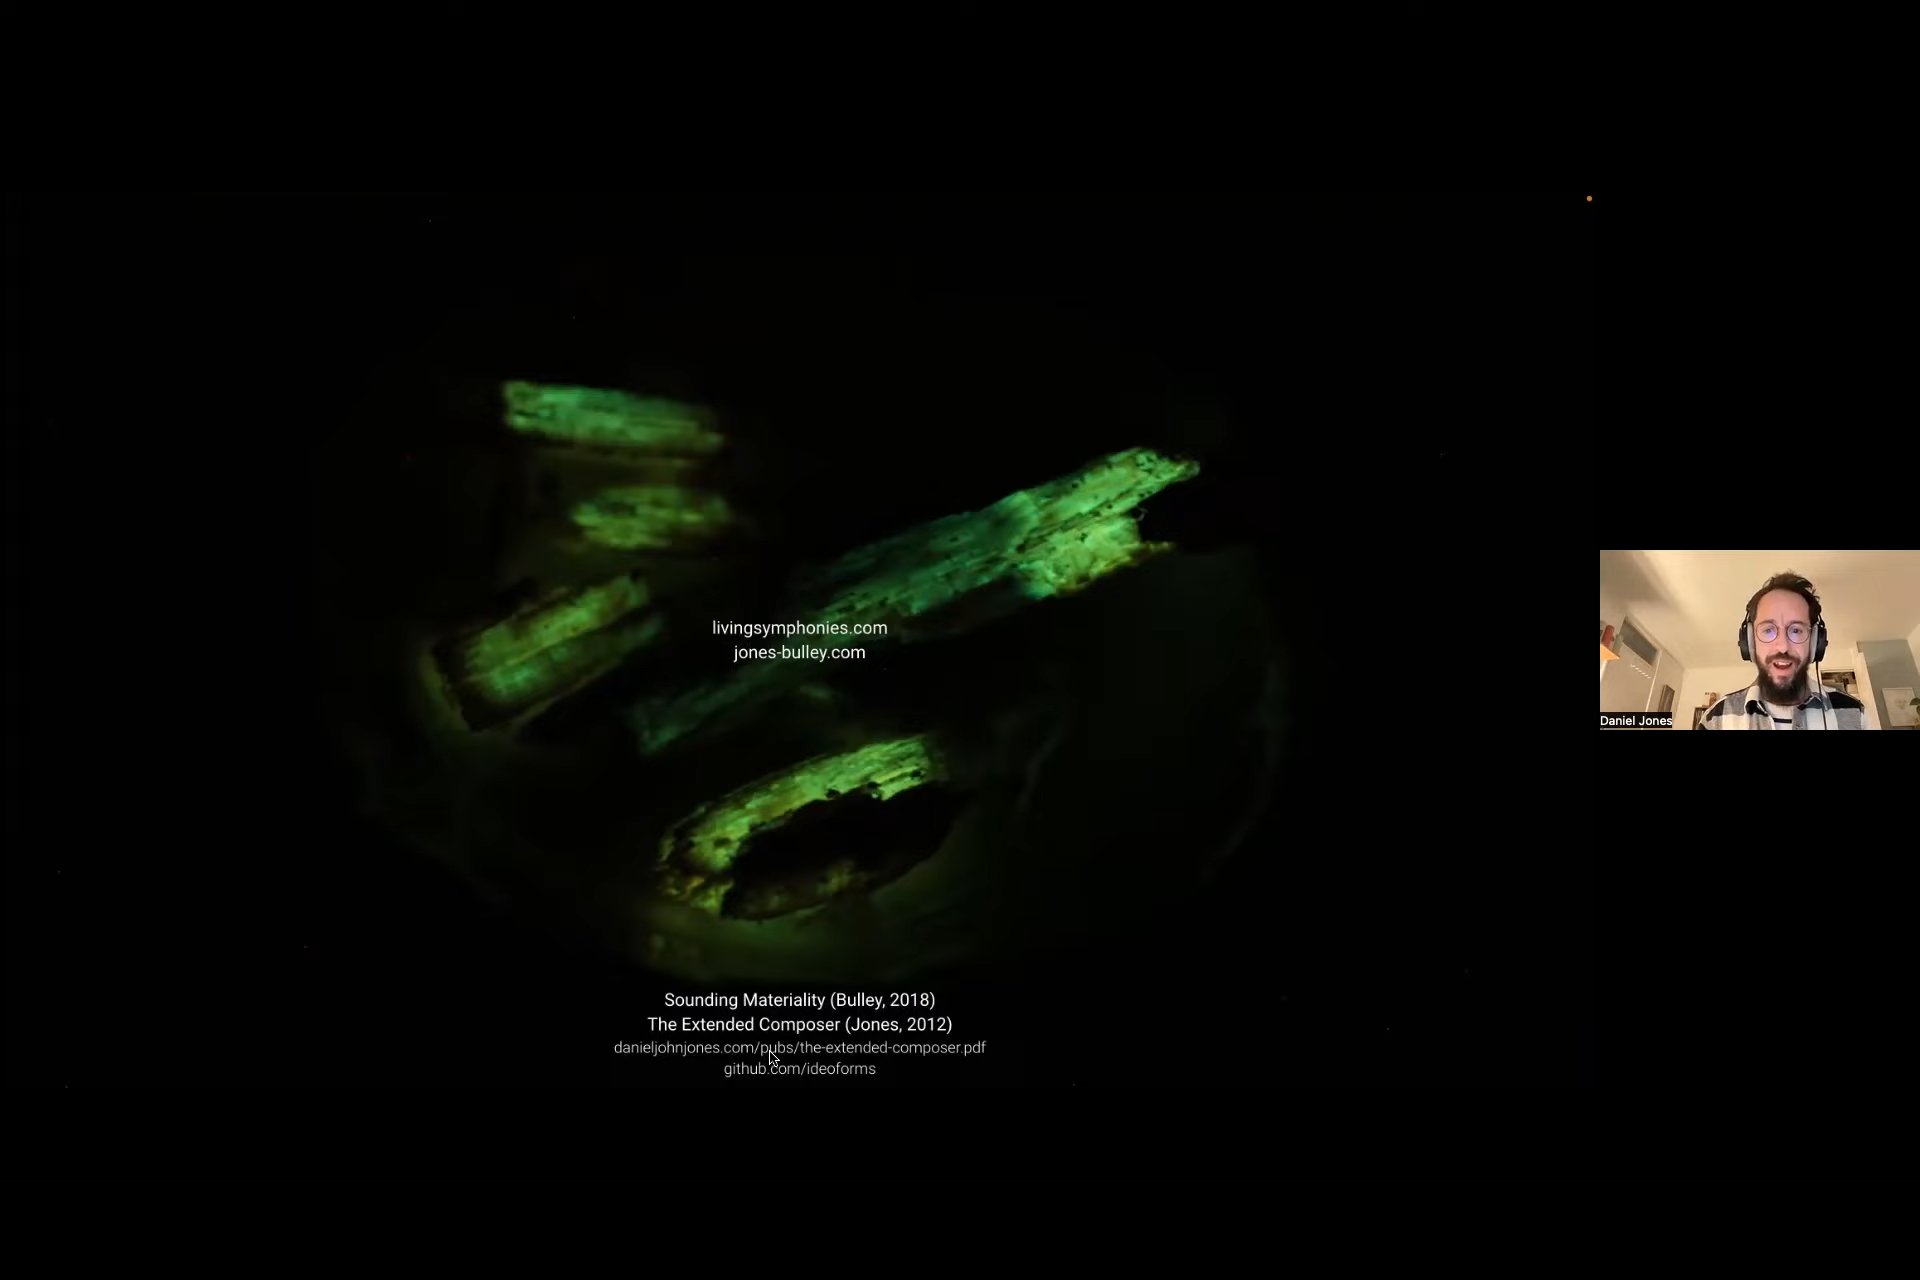 livingsymphonies.com
jones-bulley.com
Daniel Jones
Sounding Materiality (Bulley, 2018)
The Extended Composer (Jones, 2012)
danieljohnjones.com/pubs/the-extended-composer.pdf
github.com/ideoforms